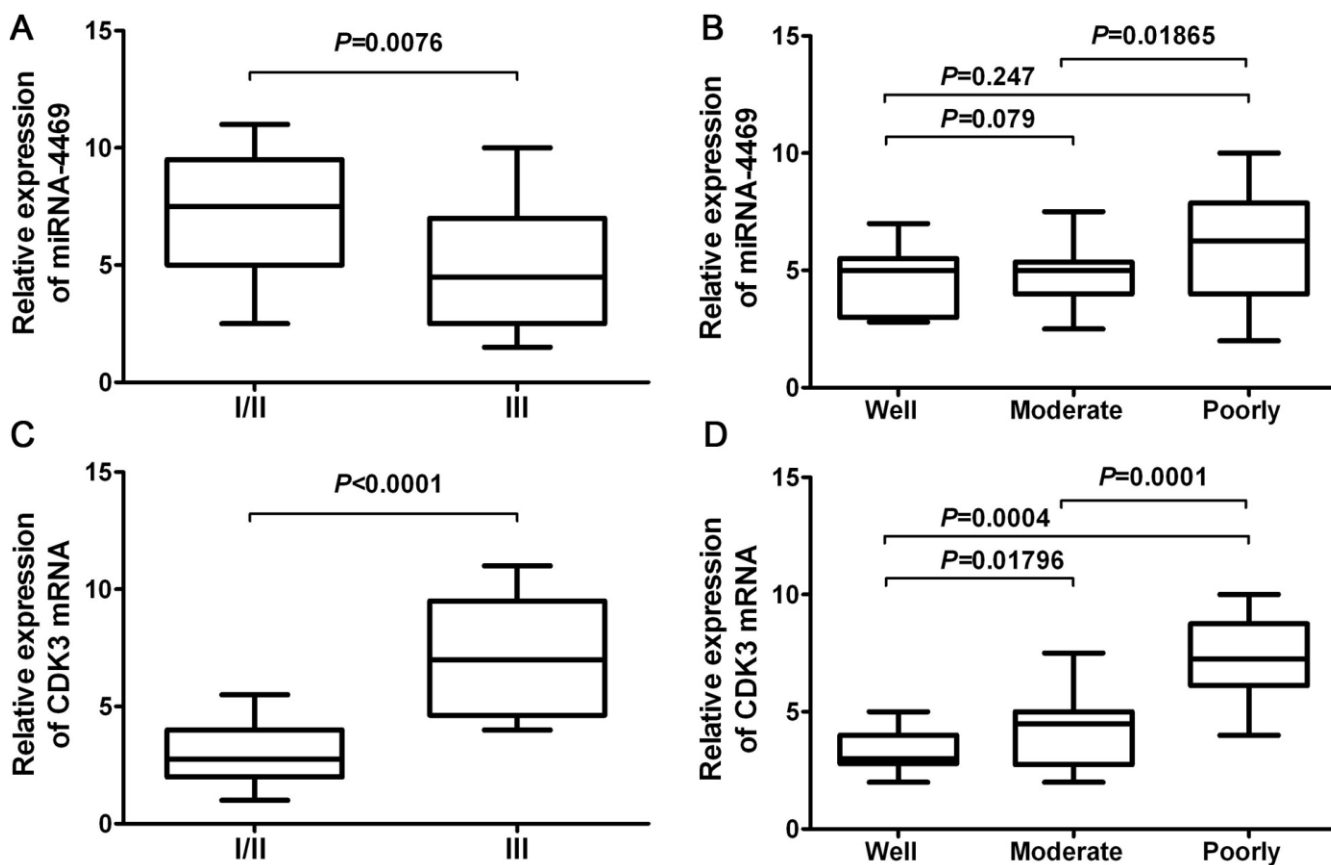 A
Relative expression
of miRNA-4469
15
10
5
0
P=0.0076
I/II
III
B
Relative expression
of miRNA-4469
15
10
5
0
P=0.01865
P=0.247
P=0.079
Well
Moderate
Poorly
C
Relative expression
of CDK3 mRNA
15
10
5
0
P<0.0001
I/II
III
D
Relative expression
of CDK3 mRNA
15
10
5
0
P=0.0001
P=0.0004
P=0.01796
Well
Moderate
Poorly